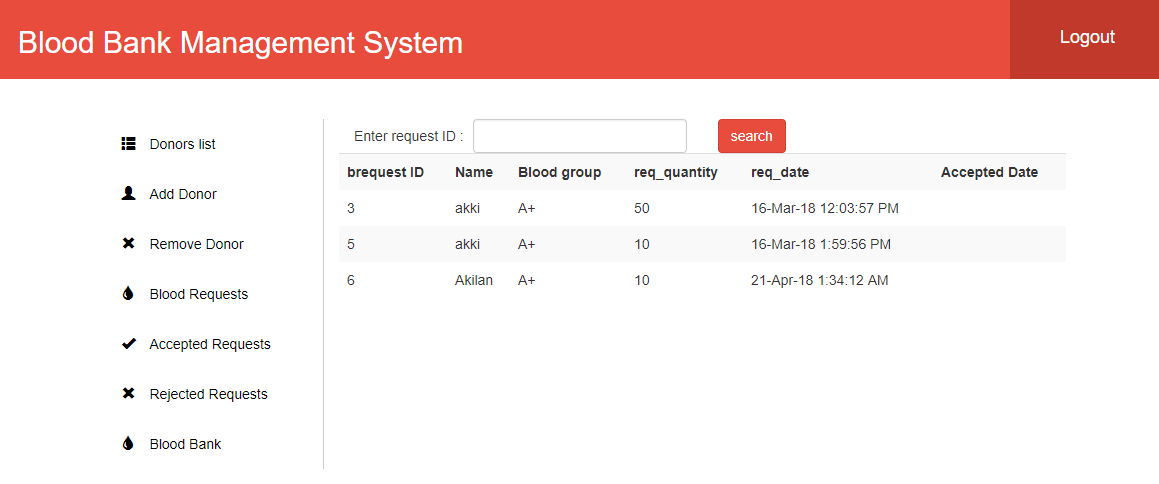 Blood Bank Management System
Logout
Donors list
Add Donor
Remove Donor
Blood Requests
Accepted Requests
Rejected Requests
Blood Bank
Enter request ID :
search
brequest ID Name Blood group req_quantity req_date Accepted Date
3 akki A+ 50 16-Mar-18 12:03:57 PM
5 akki A+ 10 16-Mar-18 1:59:56 PM
6 Akilan A+ 10 21-Apr-18 1:34:12 AM